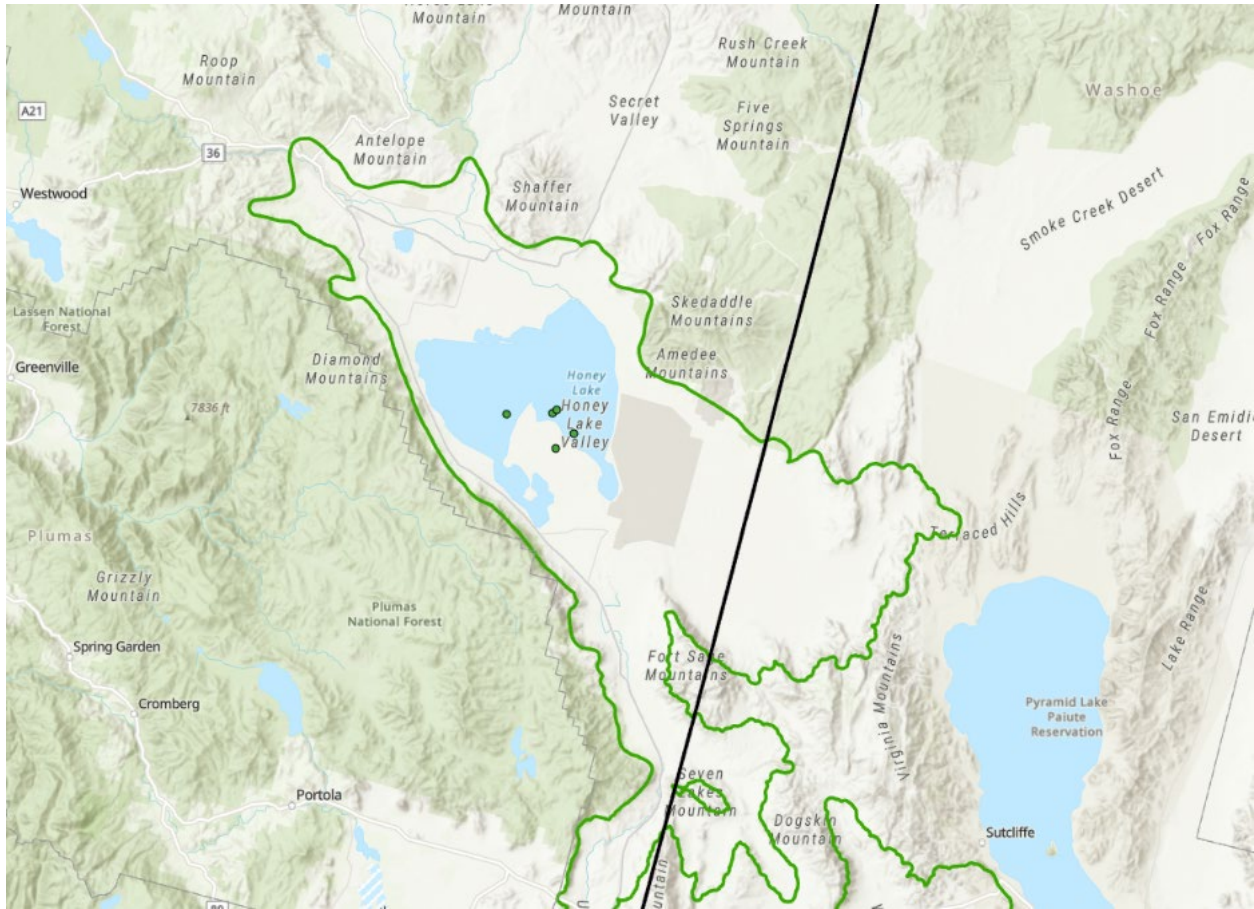 Mountain
Roop
Mountain
Rush Creek
Mountain
Washoe
A21
Secret
Valley
Five
Springs
Mountain
Antelope
Mountain
36
Westwood
Shaffer
Mountain
Smoke Creek Desert
Fox Range
Fox Range
Fox Range
Skedaddle
Mountains
Lassen National
Forest
Greenville
Diamond
Mountains
Amedee
Mountains
Honey
Lake
Honey
Lake
Valley
7836 ft
San Emidio
Desert
Terraced Hills
Plumas
Grizzly
Mountain
Plumas
National Forest
Spring Garden
Cromberg
Fort Sage
Mountains
Virginia Mountains
Lake Range
Pyramid Lake
Paiute
Reservation
Seven
Lakes
Mountain
Portola
Dogskin
Mountain
Sutcliffe